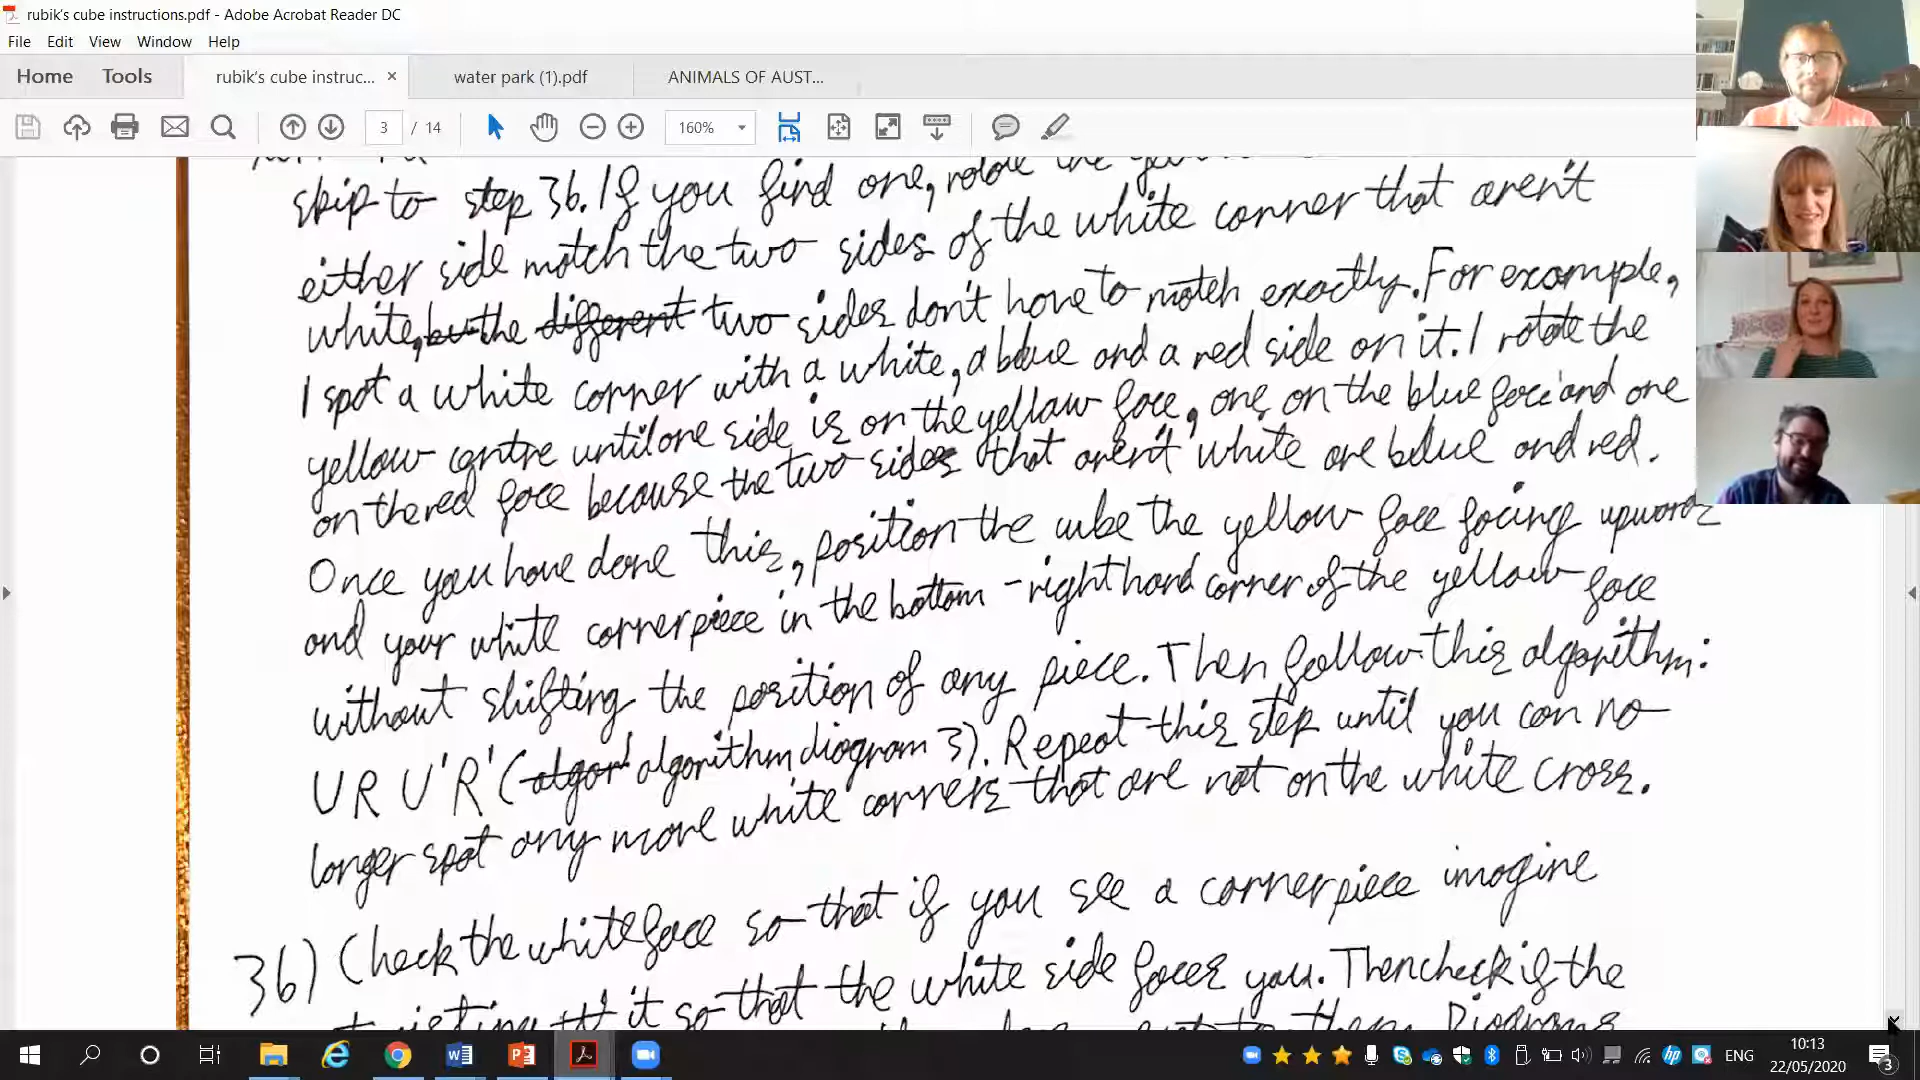 rubik's cube instructions.pdf - Adobe Acrobat Reader DC
File Edit View Window Help
Home Tools rubik's cube instruc... × water park (1).pdf ANIMALS OF AUST...
3 / 14 160%
skip to step 36. If you find one, rotate the
either side match the two sides of the white corner that aren't
white, but the different two sides don't have to match exactly. For example,
I spot a white corner with a white, a blue and a red side on it. I rotate the
yellow centre until one side is on the yellow face, one on the blue face and one
on the red face because the two sides that aren't white are blue and red.
Once you have done this, position the cube the yellow face facing upwards
and your white corner piece in the bottom-right hand corner of the yellow face
without shifting the position of any piece. Then follow this algorithm:
U R U' R' (algor algorithm diagram 3). Repeat this step until you can no
longer spot any more white corners that are not on the white cross.
36) Check the white face so that if you see a corner piece imagine
it so that the white side faces you. Then check if the
ENG
10:13
22/05/2020
3